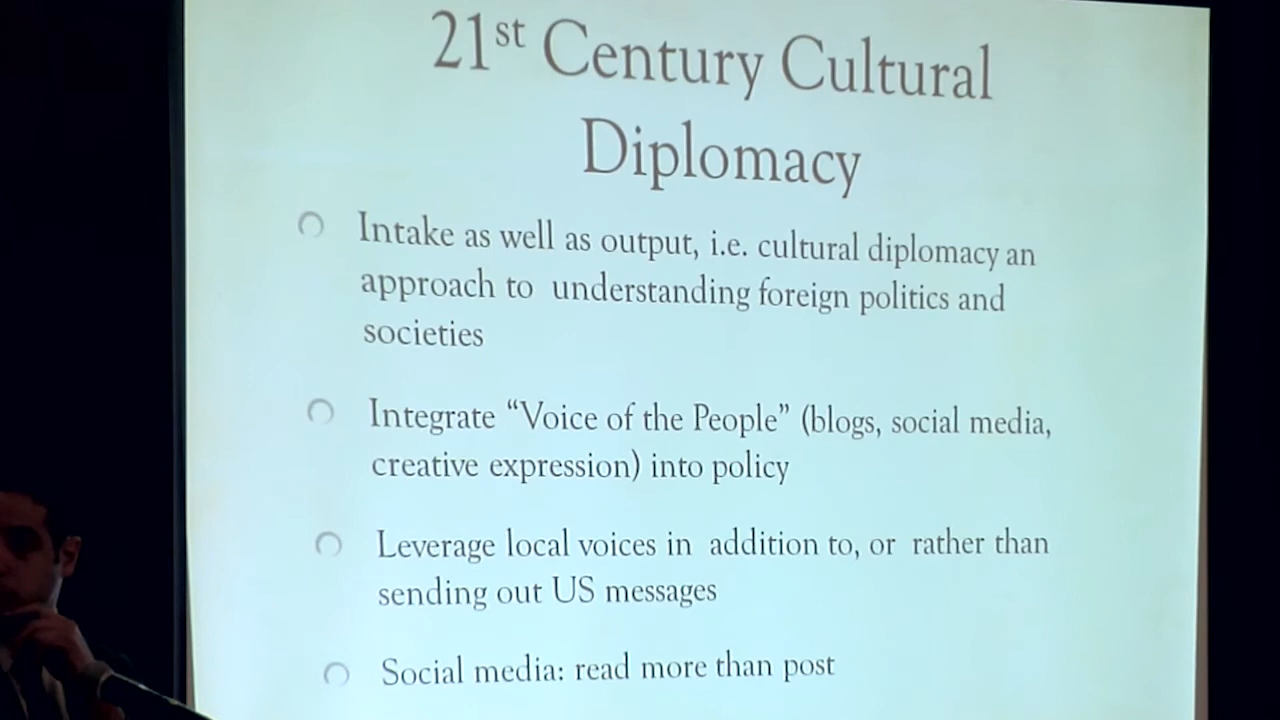 21st Century Cultural
Diplomacy
Intake as well as output, i.e. cultural diplomacy an
approach to understanding foreign politics and
societies
Integrate “Voice of the People” (blogs, social media,
creative expression) into policy
Leverage local voices in addition to, or rather than
sending out US messages
Social media: read more than post